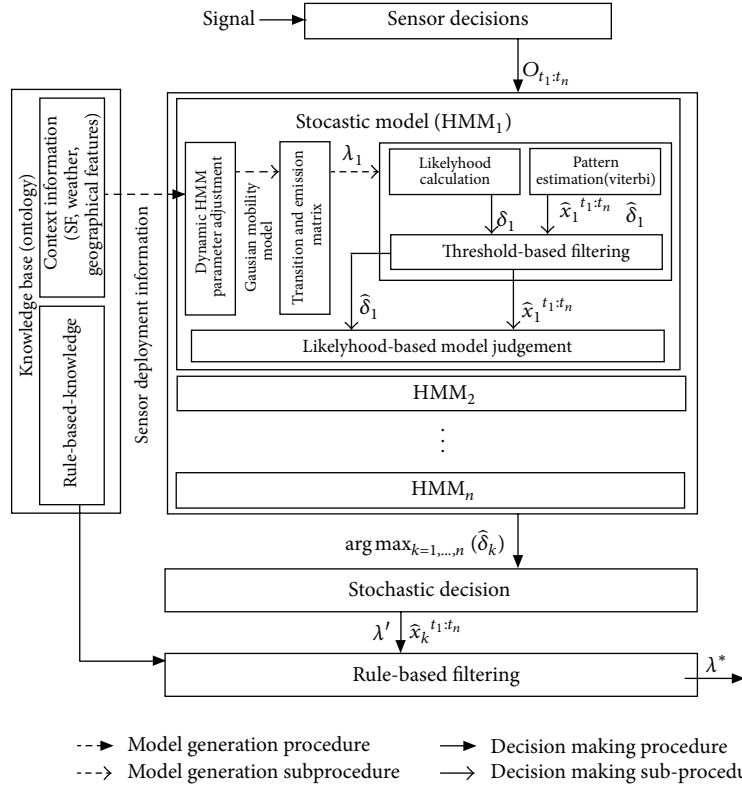 Signal
Sensor decisions
O_{t₁:tₙ}
Knowledge base (ontology)
Context information
(SF, weather,
geographical features)
Rule-based-knowledge
Sensor deployment information
Stocastic model (HMM₁)
Dynamic HMM
parameter adjustment
Gausian mobility
model
Transition and emission
matrix
λ₁
Likelyhood
calculation
Pattern
estimation(viterbi)
δ₁
x̂₁^{t₁:tₙ}
δ̂₁
Threshold-based filtering
δ̂₁
x̂₁^{t₁:tₙ}
Likelyhood-based model judgement
HMM₂
⋮
HMMₙ
arg max_{k=1,...,n} (δ̂ₖ)
Stochastic decision
λ′
x̂ₖ^{t₁:tₙ}
Rule-based filtering
λ*
Model generation procedure
Decision making procedure
Model generation subprocedure
Decision making sub-procedu